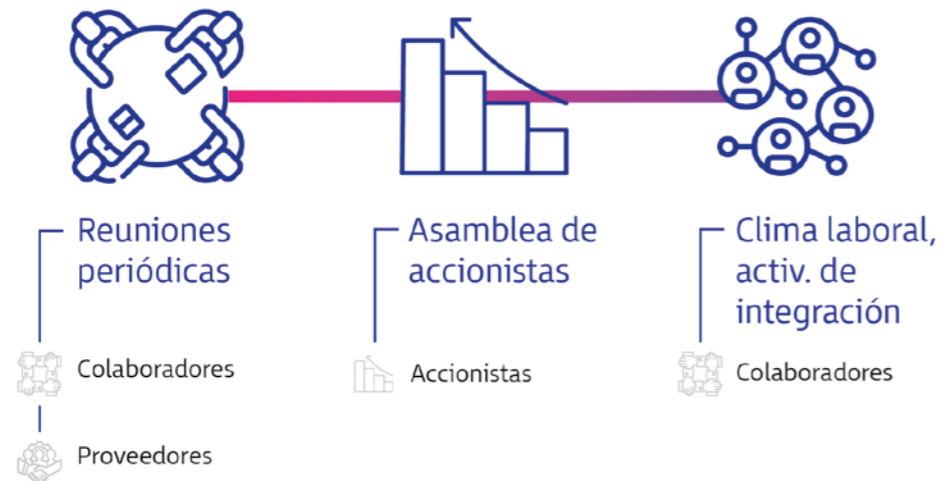 Reuniones
periódicas
Colaboradores
Proveedores
Asamblea de
accionistas
Accionistas
Clima laboral,
activ. de
integración
Colaboradores